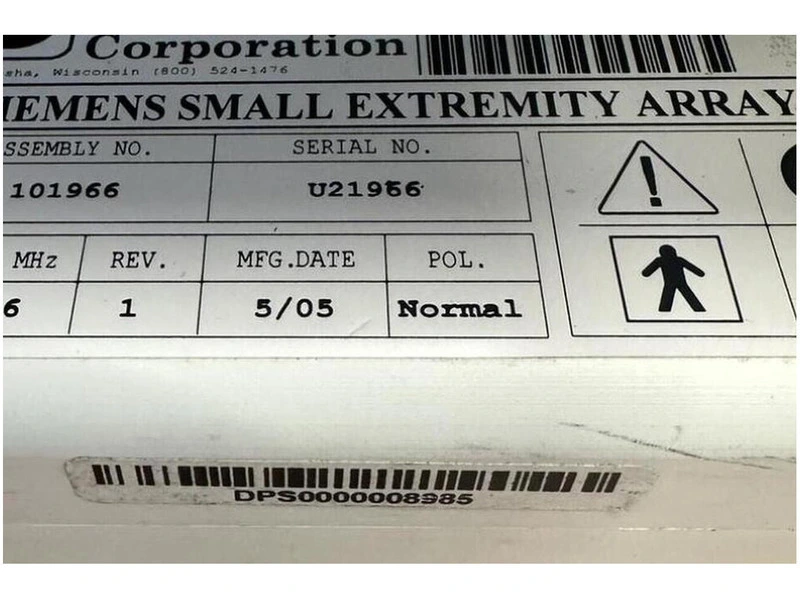 Corporation
sha, Wisconsin (800) 524-1476
IEMENS SMALL EXTREMITY ARRAY
SSEMBLY NO. SERIAL NO.
101966 U21956
MHz REV. MFG.DATE POL.
6 1 5/05 Normal
DPS0000008985